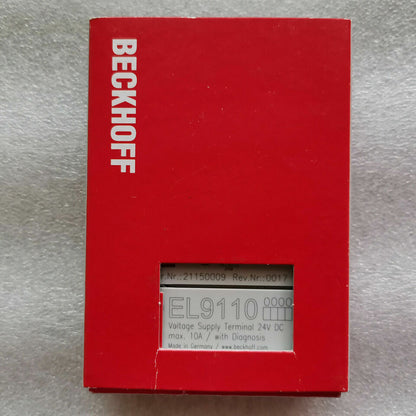 BECKHOFF
r.Nr.:21150009 Rev.Nr.:0017
EL9110
Voltage Supply Terminal 24V DC
max. 10A / with Diagnosis
Made in Germany / www.beckhoff.com